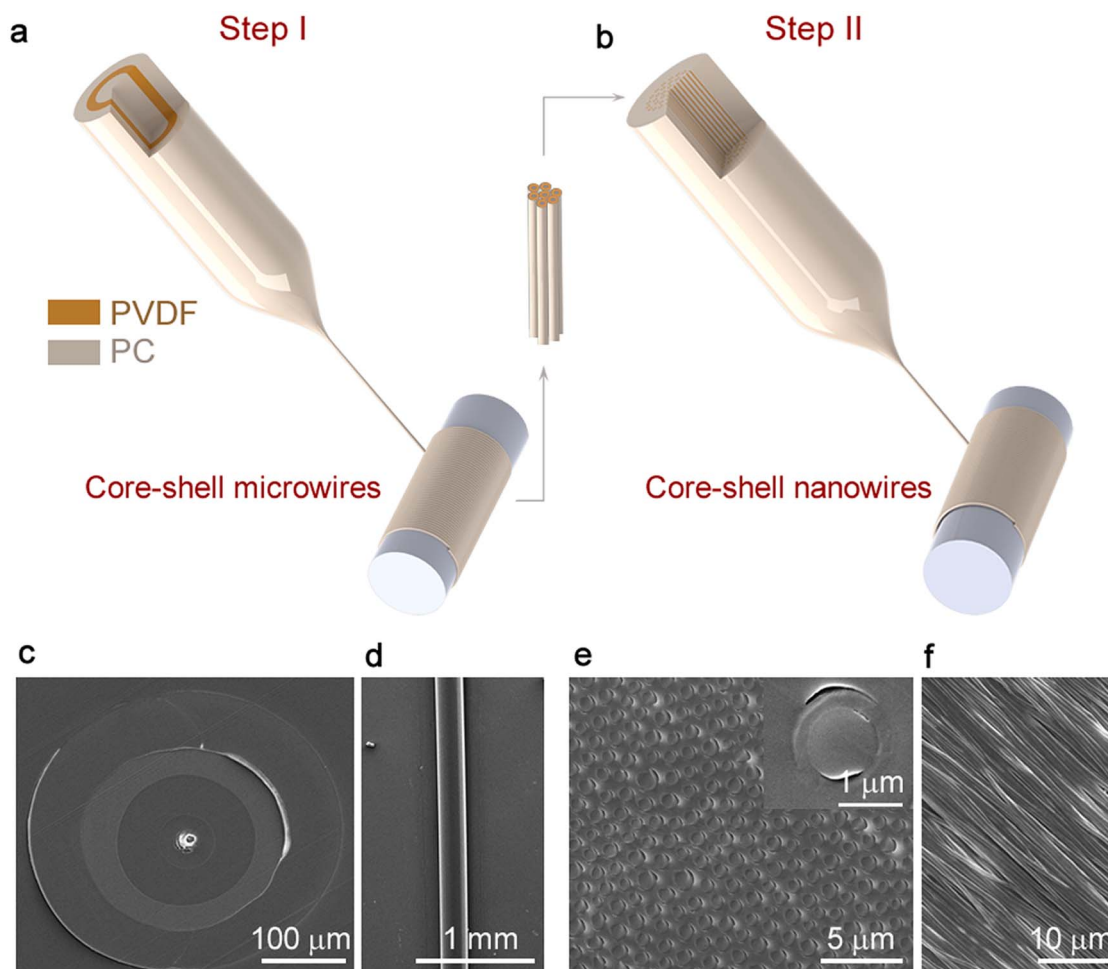 a
Step I
b
Step II
PVDF
PC
Core-shell microwires
Core-shell nanowires
c
d
e
f
100 μm
1 mm
1 μm
5 μm
10 μm